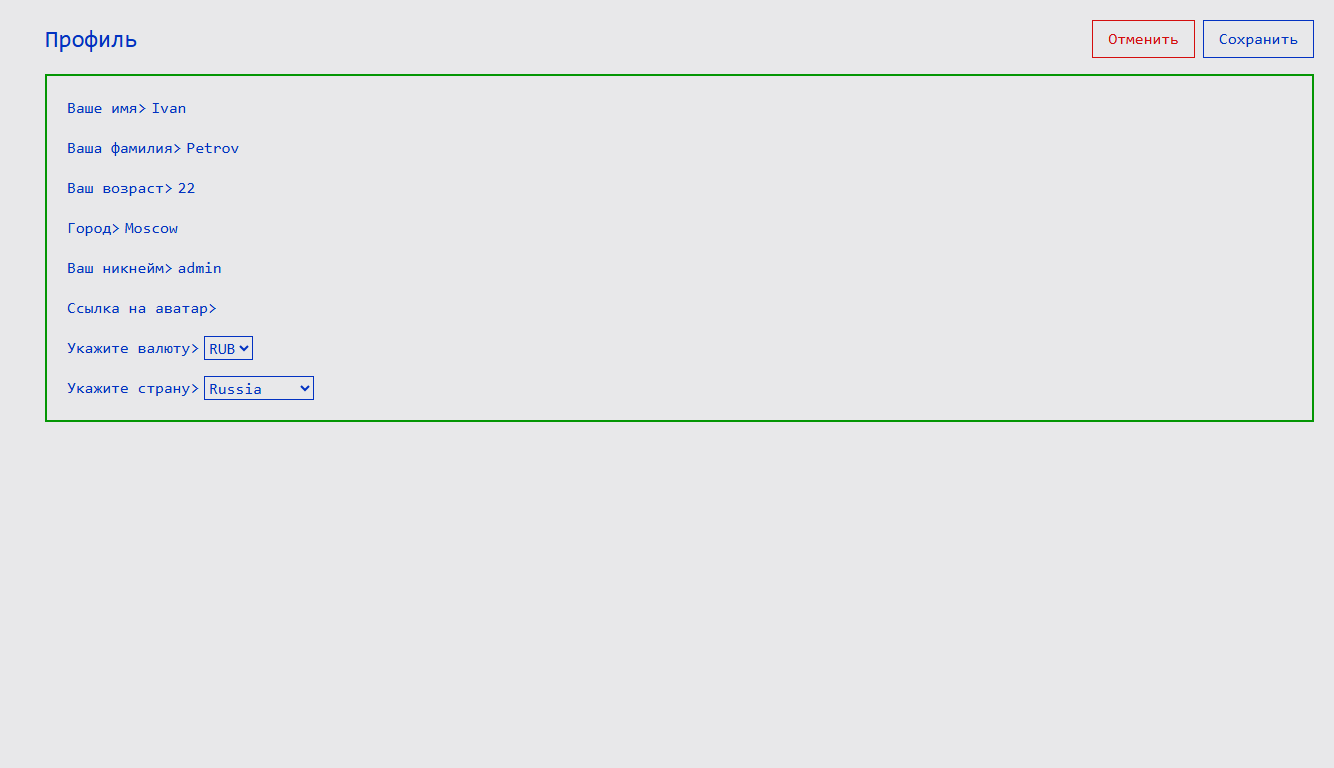 Профиль
Отменить
Сохранить
Ваше имя> Ivan
Ваша фамилия> Petrov
Ваш возраст> 22
Город> Moscow
Ваш никнейм> admin
Ссылка на аватар>
Укажите валюту> RUB
Укажите страну> Russia